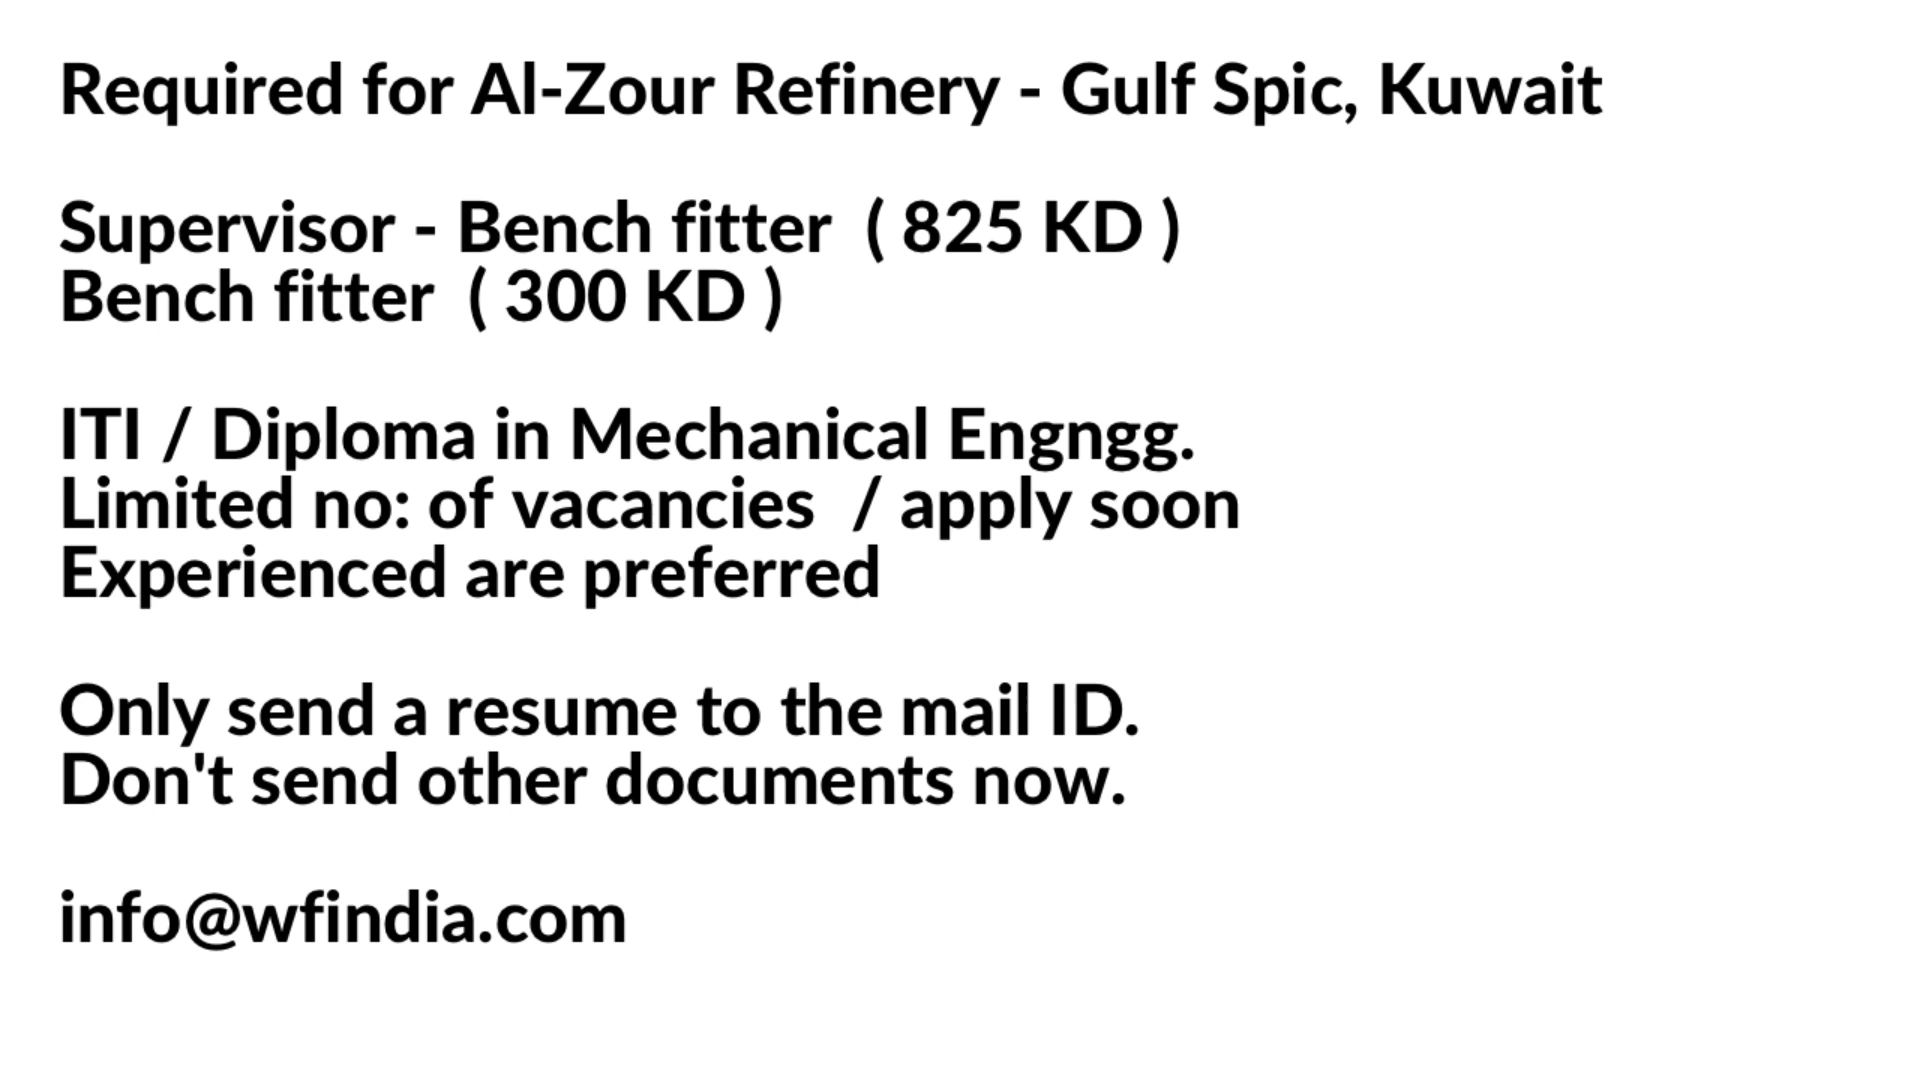 Required for Al-Zour Refinery - Gulf Spic, Kuwait
Supervisor - Bench fitter  ( 825 KD )
Bench fitter  ( 300 KD )
ITI / Diploma in Mechanical Engngg.
Limited no: of vacancies  / apply soon
Experienced are preferred
Only send a resume to the mail ID.
Don't send other documents now.
info@wfindia.com